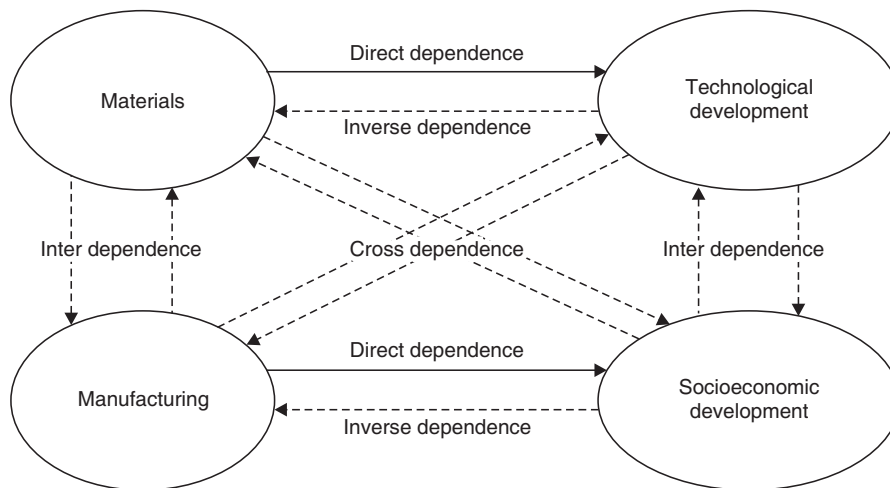 Direct dependence
Materials
Technological
development
Inverse dependence
Inter dependence
Cross dependence
Inter dependence
Direct dependence
Manufacturing
Socioeconomic
development
Inverse dependence